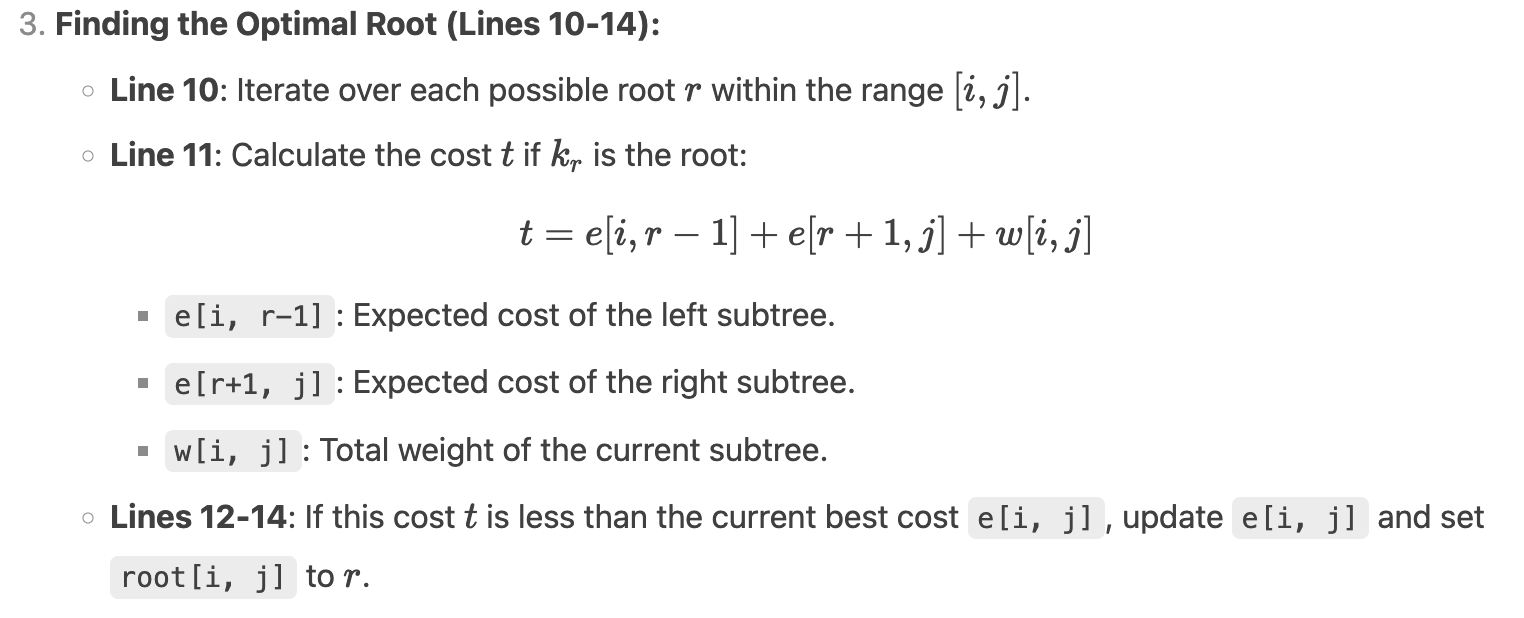 3. Finding the Optimal Root (Lines 10-14):
Line 10: Iterate over each possible root r within the range [i, j].
Line 11: Calculate the cost t if kᵣ is the root:
t = e[i, r − 1] + e[r + 1, j] + w[i, j]
e[i, r-1] : Expected cost of the left subtree.
e[r+1, j] : Expected cost of the right subtree.
w[i, j] : Total weight of the current subtree.
Lines 12-14: If this cost t is less than the current best cost e[i, j] , update e[i, j] and set
root[i, j] to r.